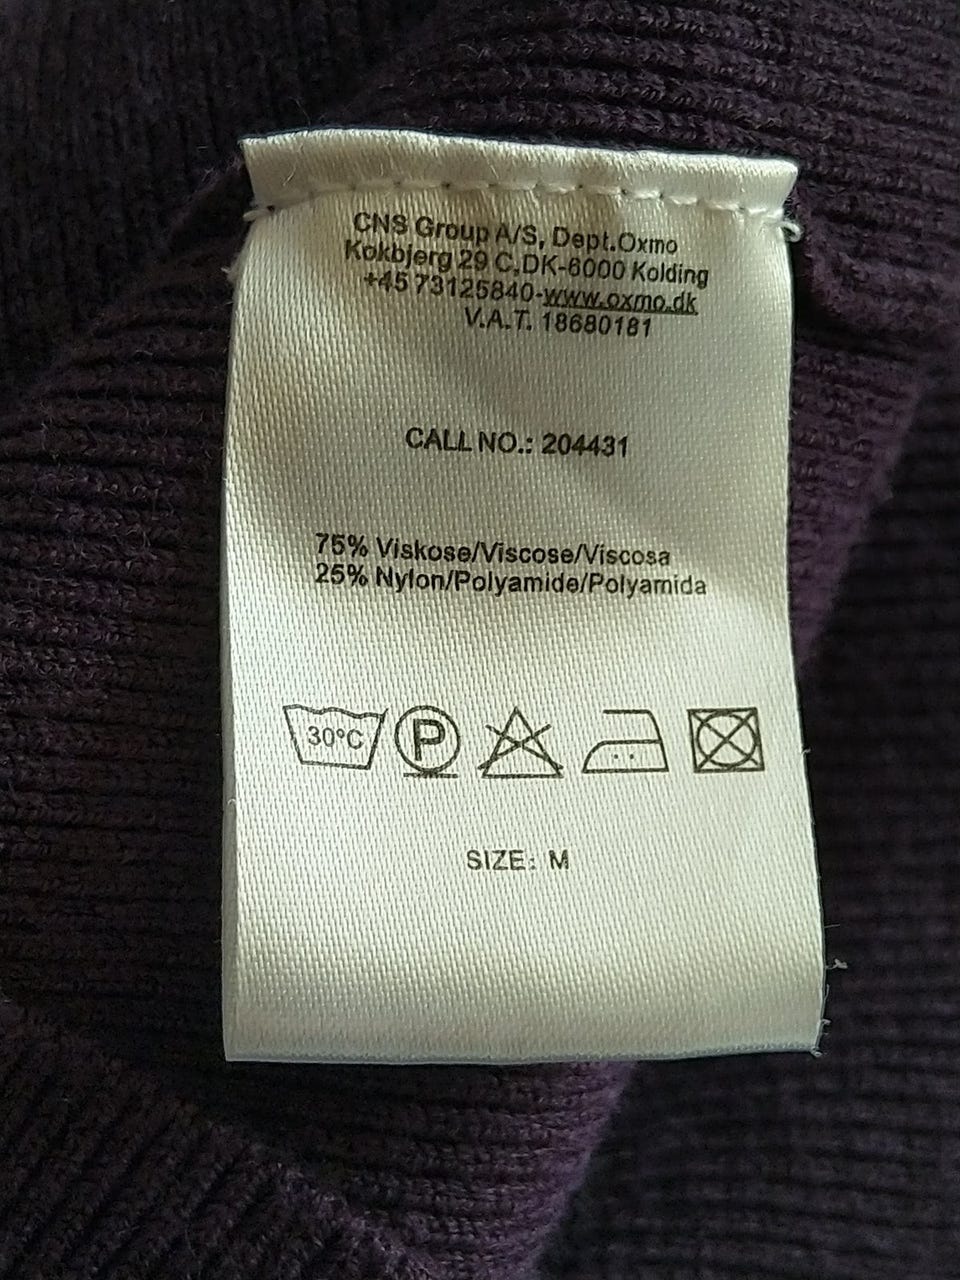 CNS Group A/S, Dept.Oxmo
Kokbjerg 29 C,DK-6000 Kolding
+45 73125840-www.oxmo.dk
V.A.T. 18680181
CALL NO.: 204431
75% Viskose/Viscose/Viscosa
25% Nylon/Polyamide/Polyamida
30°C P
SIZE: M